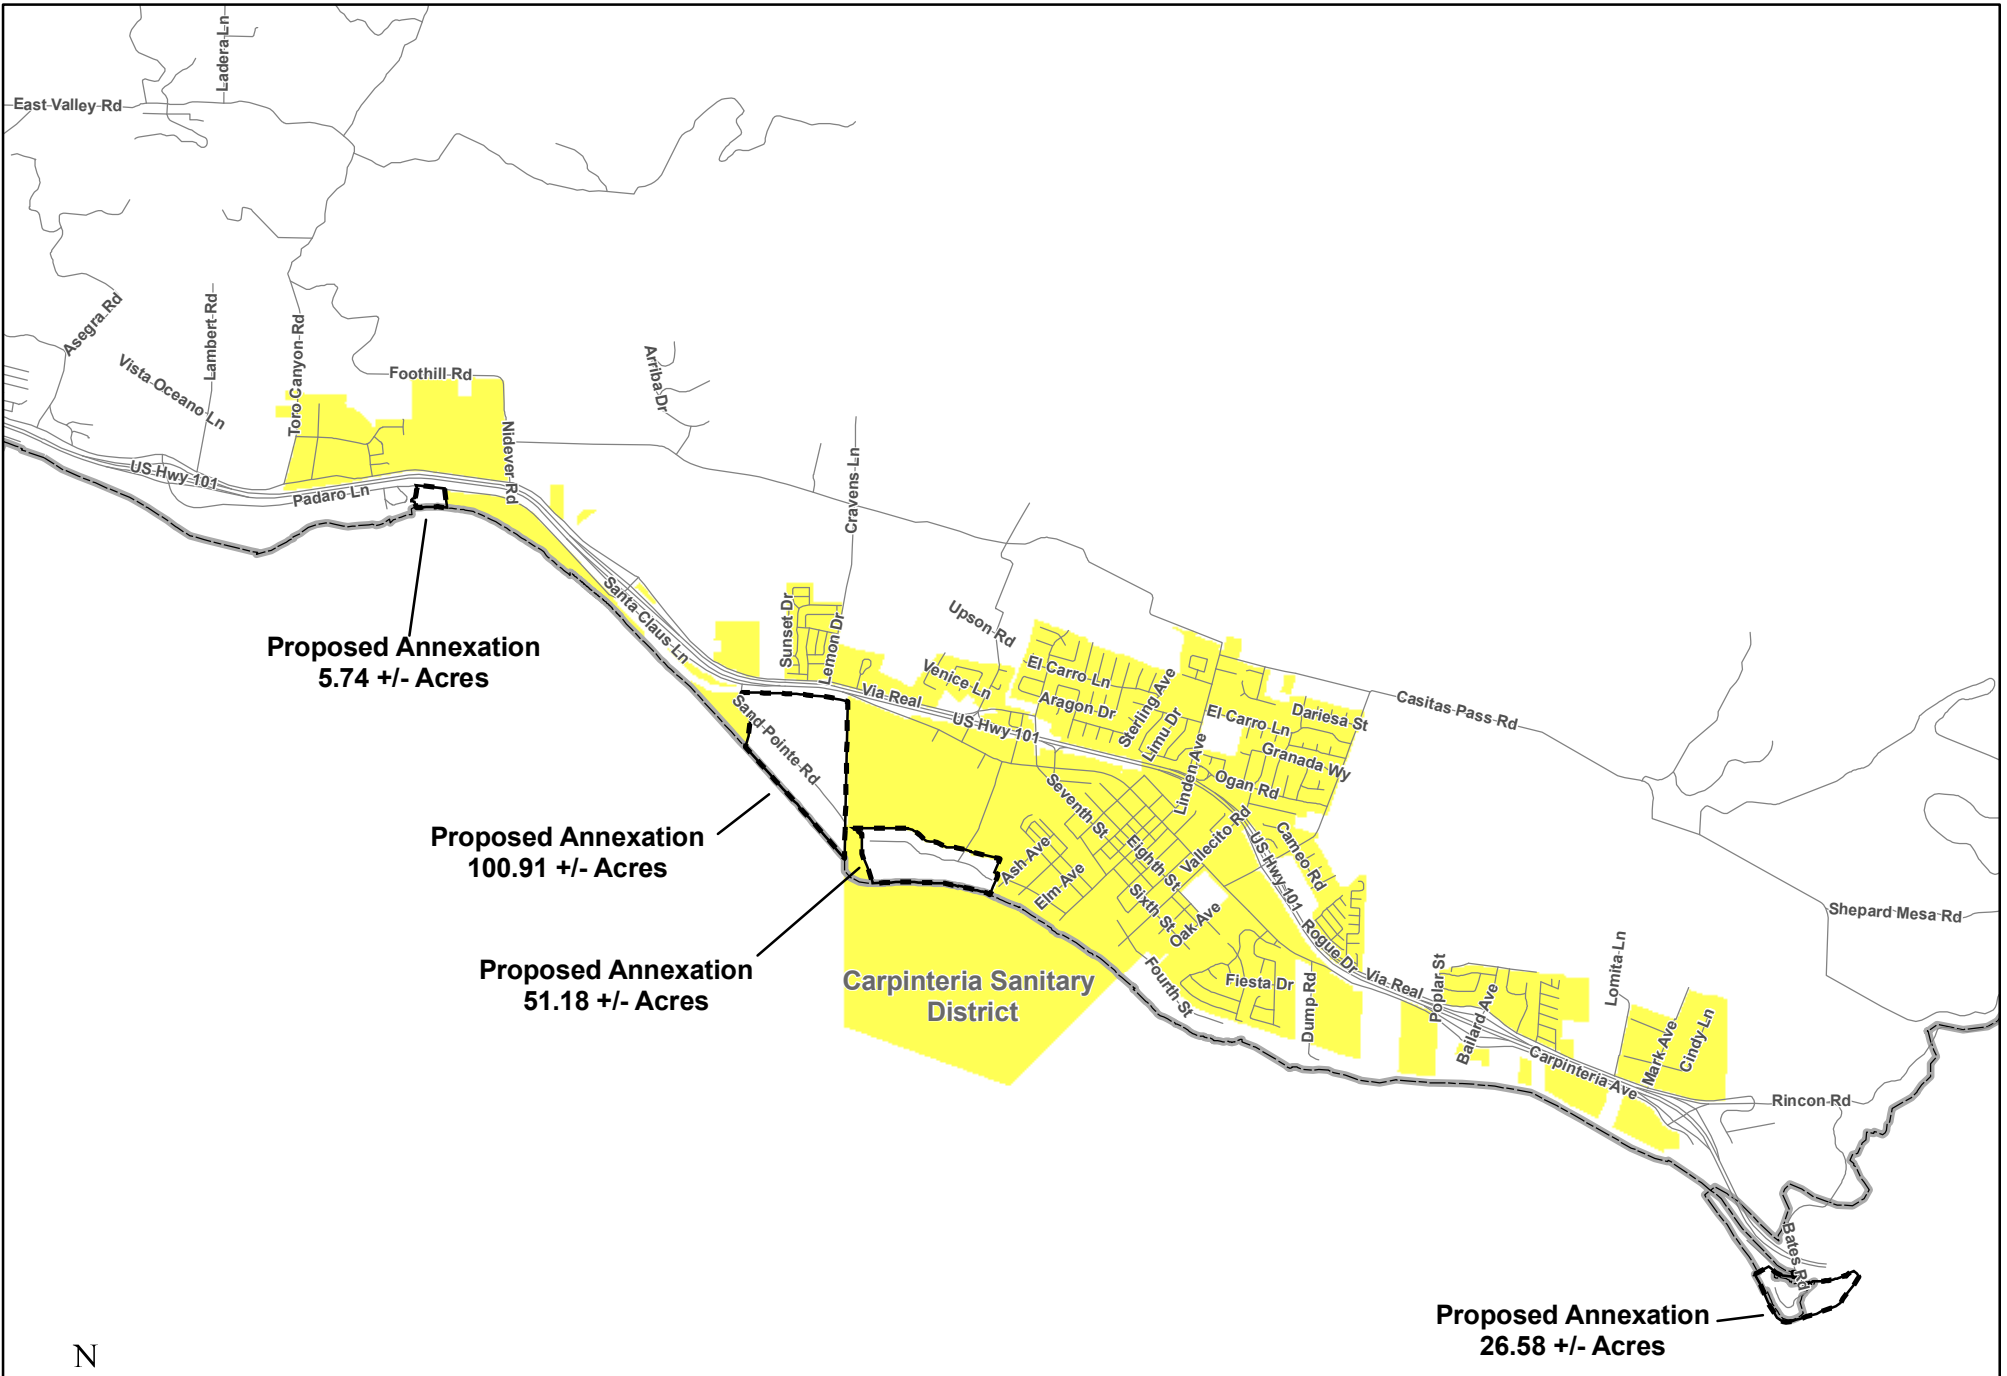 Ladera Ln
East Valley Rd
Asegra Rd
Vista Oceano Ln
Lambert Rd
Toro Canyon Rd
Foothill Rd
Arriba Dr
Nidever Rd
US Hwy 101
Padaro Ln
Cravens Ln
Santa Claus Ln
Sunset Dr
Lemon Dr
Upson Rd
Proposed Annexation
5.74 +/- Acres
Venice Ln
El Carro Ln
Via Real
Aragon Dr
Sterling Ave
Limu Dr
US Hwy 101
El Carro Ln
Dariesa St
Casitas Pass Rd
Granada Wy
Linden Ave
Ogan Rd
Sand Pointe Rd
Seventh St
Eighth St
Vallecito Rd
US Hwy 101
Cameo Rd
Proposed Annexation
100.91 +/- Acres
Ash Ave
Elm Ave
Sixth St
Oak Ave
Rogue Dr
Shepard Mesa Rd
Proposed Annexation
51.18 +/- Acres
Carpinteria Sanitary
District
Fourth St
Fiesta Dr
Dump Rd
Via Real
Poplar St
Bailard Ave
Lomita Ln
Mark Ave
Cindy Ln
Carpinteria Ave
Rincon Rd
Bates Rd
Proposed Annexation
26.58 +/- Acres
N